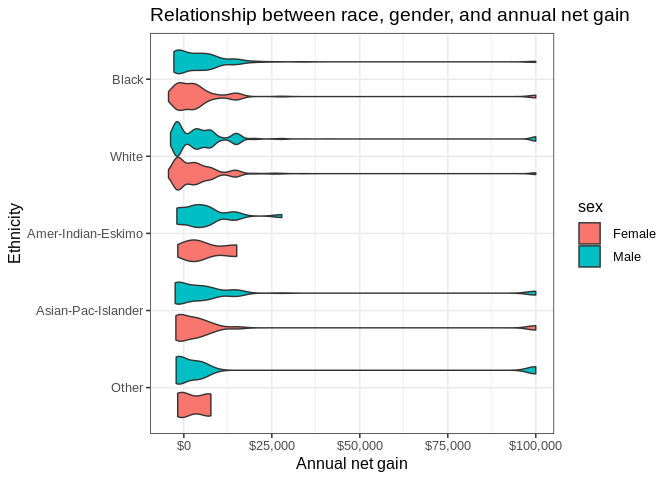 Relationship between race, gender, and annual net gain
Ethnicity
Black
White
Amer-Indian-Eskimo
Asian-Pac-Islander
Other
$0 $25,000 $50,000 $75,000 $100,000
Annual net gain
sex
Female
Male